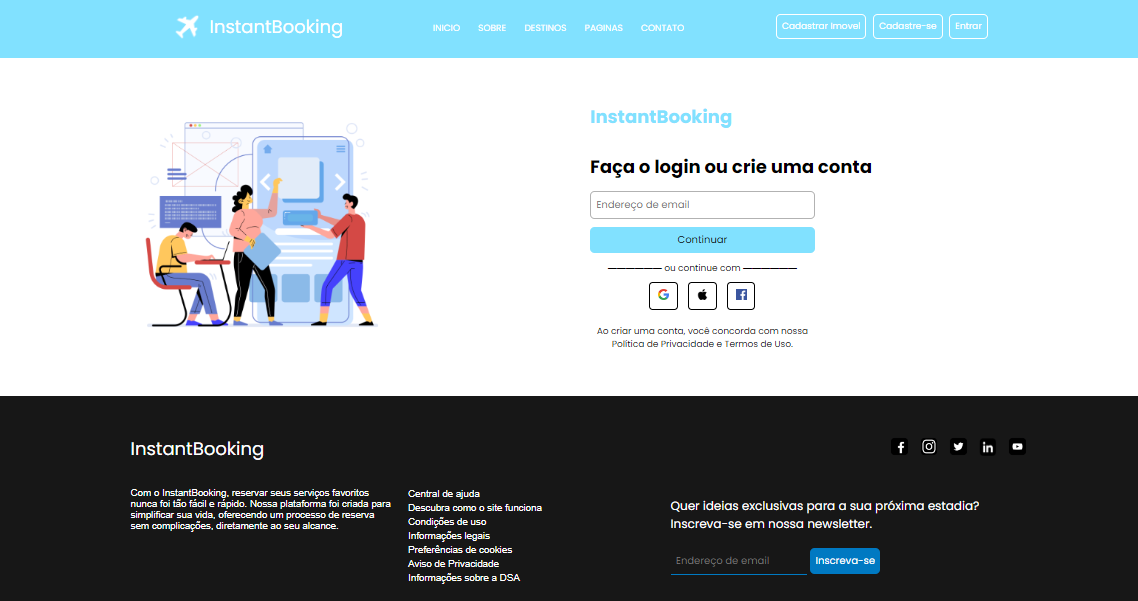 InstantBooking
INICIO SOBRE DESTINOS PAGINAS CONTATO
Cadastrar Imovel Cadastre-se Entrar
InstantBooking
Faça o login ou crie uma conta
Endereço de email
Continuar
ou continue com
Ao criar uma conta, você concorda com nossa
Política de Privacidade e Termos de Uso.
InstantBooking
Com o InstantBooking, reservar seus serviços favoritos
nunca foi tão fácil e rápido. Nossa plataforma foi criada para
simplificar sua vida, oferecendo um processo de reserva
sem complicações, diretamente ao seu alcance.
Central de ajuda
Descubra como o site funciona
Condições de uso
Informações legais
Preferências de cookies
Aviso de Privacidade
Informações sobre a DSA
Quer ideias exclusivas para a sua próxima estadia?
Inscreva-se em nossa newsletter.
Endereço de email
Inscreva-se